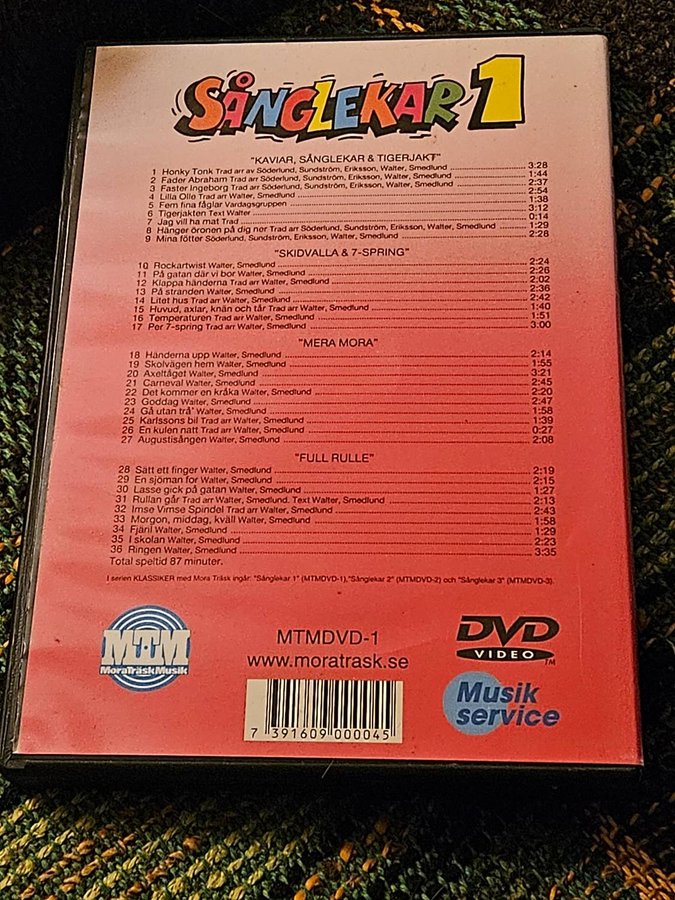 SÅNGLEKAR 1
"KAVIAR, SÅNGLEKAR & TIGERJAKT"
1 Honky Tonk Trad arr av Söderlund, Sundström, Eriksson, Walter, Smedlund 3:28
2 Fader Abraham Trad arr Söderlund, Sundström, Eriksson, Walter, Smedlund 1:44
3 Faster Ingeborg Trad arr Söderlund, Sundström, Eriksson, Walter, Smedlund 2:37
4 Lilla Olle Trad arr Walter, Smedlund 2:54
5 Fem fina fåglar Vardagsgruppen 1:38
6 Tigerjakten Text Walter 3:12
7 Jag vill ha mat Trad 0:14
8 Hänger öronen på dig ner Trad arr Söderlund, Sundström, Eriksson, Walter, Smedlund 1:29
9 Mina fötter Söderlund, Sundström, Eriksson, Walter, Smedlund 2:28
"SKIDVALLA & 7-SPRING"
10 Rockartwist Walter, Smedlund 2:24
11 På gatan där vi bor Walter, Smedlund 2:26
12 Klappa händerna Trad arr Walter, Smedlund 2:02
13 På stranden Walter, Smedlund 2:36
14 Litet hus Trad arr Walter, Smedlund 2:42
15 Huvud, axlar, knän och tår Trad arr Walter, Smedlund 1:40
16 Temperaturen Trad arr Walter, Smedlund 1:51
17 Per 7-spring Trad arr Walter, Smedlund 3:00
"MERA MORA"
18 Händerna upp Walter, Smedlund 2:14
19 Skolvägen hem Walter, Smedlund 1:55
20 Axeltåget Walter, Smedlund 3:21
21 Carneval Walter, Smedlund 2:45
22 Det kommer en kråka Walter, Smedlund 2:20
23 Goddag Walter, Smedlund 2:47
24 Gå utan trå' Walter, Smedlund 1:58
25 Karlssons bil Trad arr Walter, Smedlund 1:39
26 En kulen natt Trad arr Walter, Smedlund 0:27
27 Augustisången Walter, Smedlund 2:08
"FULL RULLE"
28 Sätt ett finger Walter, Smedlund 2:19
29 En sjöman for Walter, Smedlund 2:15
30 Lasse gick på gatan Walter, Smedlund 1:27
31 Rullan går Trad arr Walter, Smedlund. Text Walter, Smedlund 2:13
32 Imse Vimse Spindel Trad arr Walter, Smedlund 2:43
33 Morgon, middag, kväll Walter, Smedlund 1:58
34 Fjäril Walter, Smedlund 1:29
35 I skolan Walter, Smedlund 2:23
36 Ringen Walter, Smedlund 3:35
Total speltid 87 minuter.
I serien KLASSIKER med Mora Träsk ingår: "Sånglekar 1" (MTMDVD-1),"Sånglekar 2" (MTMDVD-2) och "Sånglekar 3" (MTMDVD-3).
MTM
MoraTräskMusik
MTMDVD-1
www.moratrask.se
DVD
VIDEO
TM
Musik
service
7 391609 000045